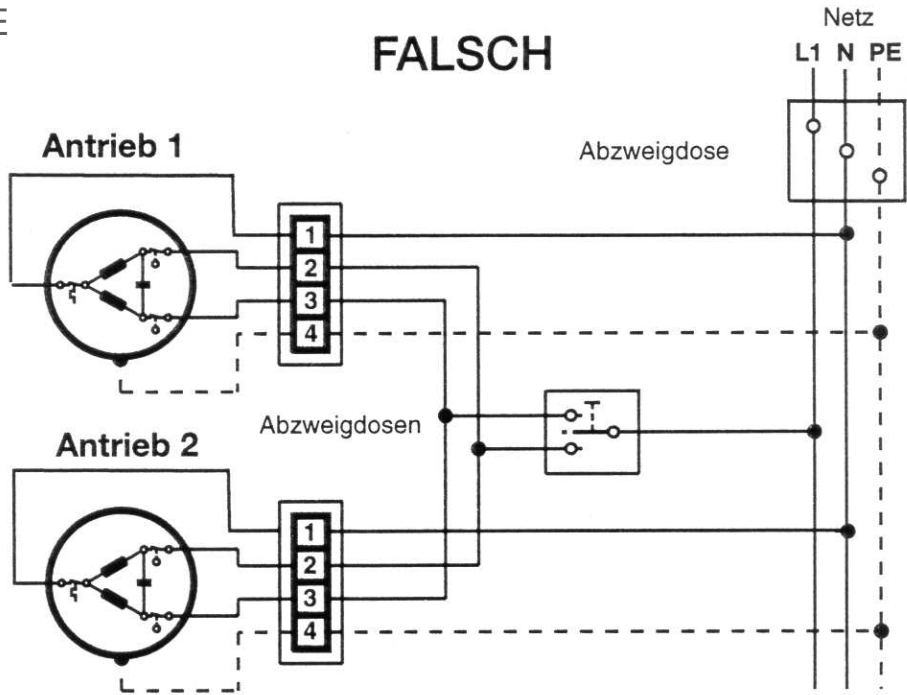 E
Netz
FALSCH
L1 N PE
Antrieb 1
Abzweigdose
1
2
3
4
Abzweigdosen
Antrieb 2
1
2
3
4